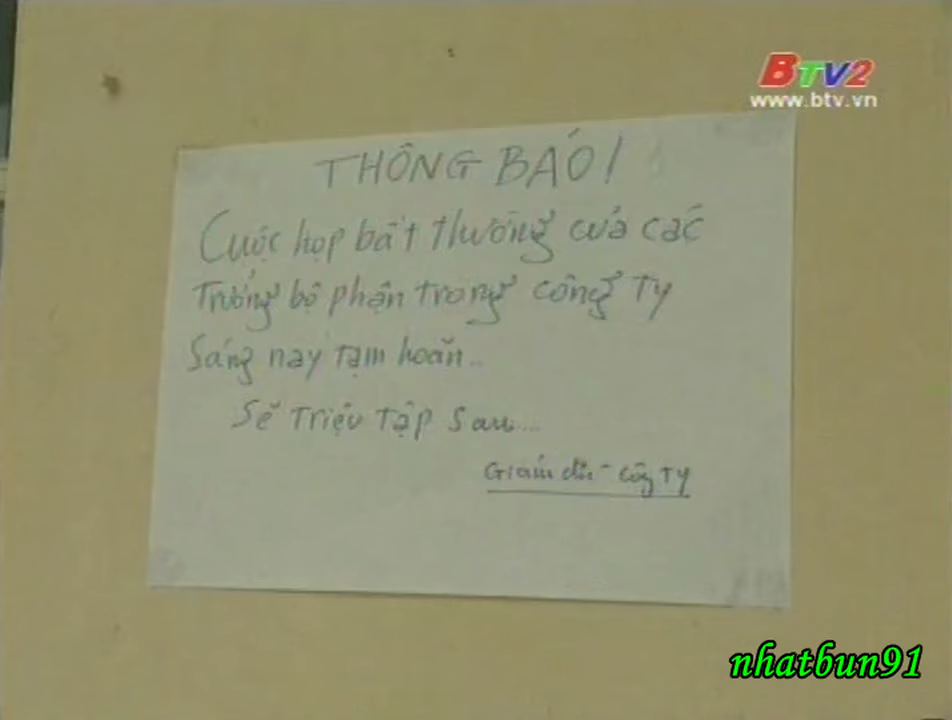 BTV2
www.btv.vn
THÔNG BÁO!
Cuộc họp bất thường của các
Trưởng bộ phận trong công Ty
Sáng nay Tạm hoãn..
Sẽ Triệu Tập Sau...
Giám đốc - Công TY
nhatbun91